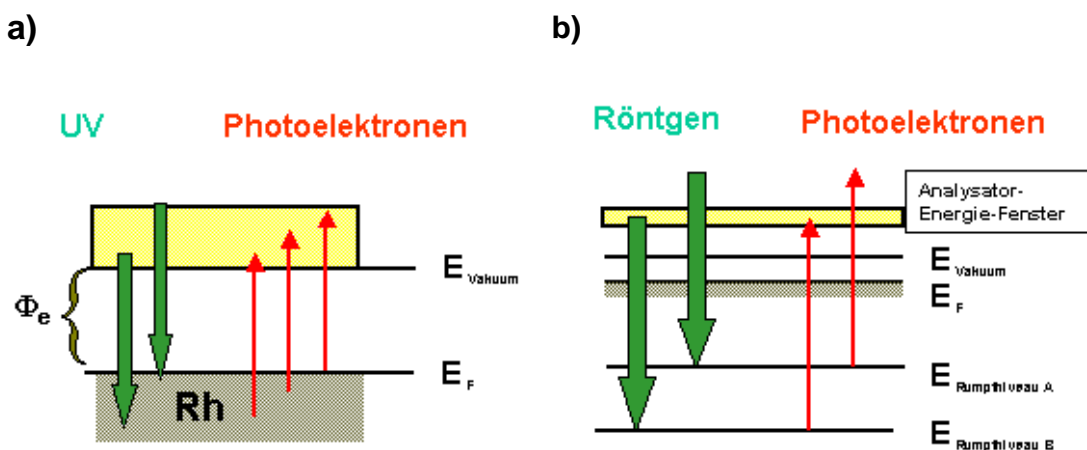 a)
UV
Photoelektronen
Φe
E Vakuum
E F
Rh
b)
Röntgen
Photoelektronen
Analysator-
Energie-Fenster
E Vakuum
E F
E Rumpfniveau A
E Rumpfniveau B